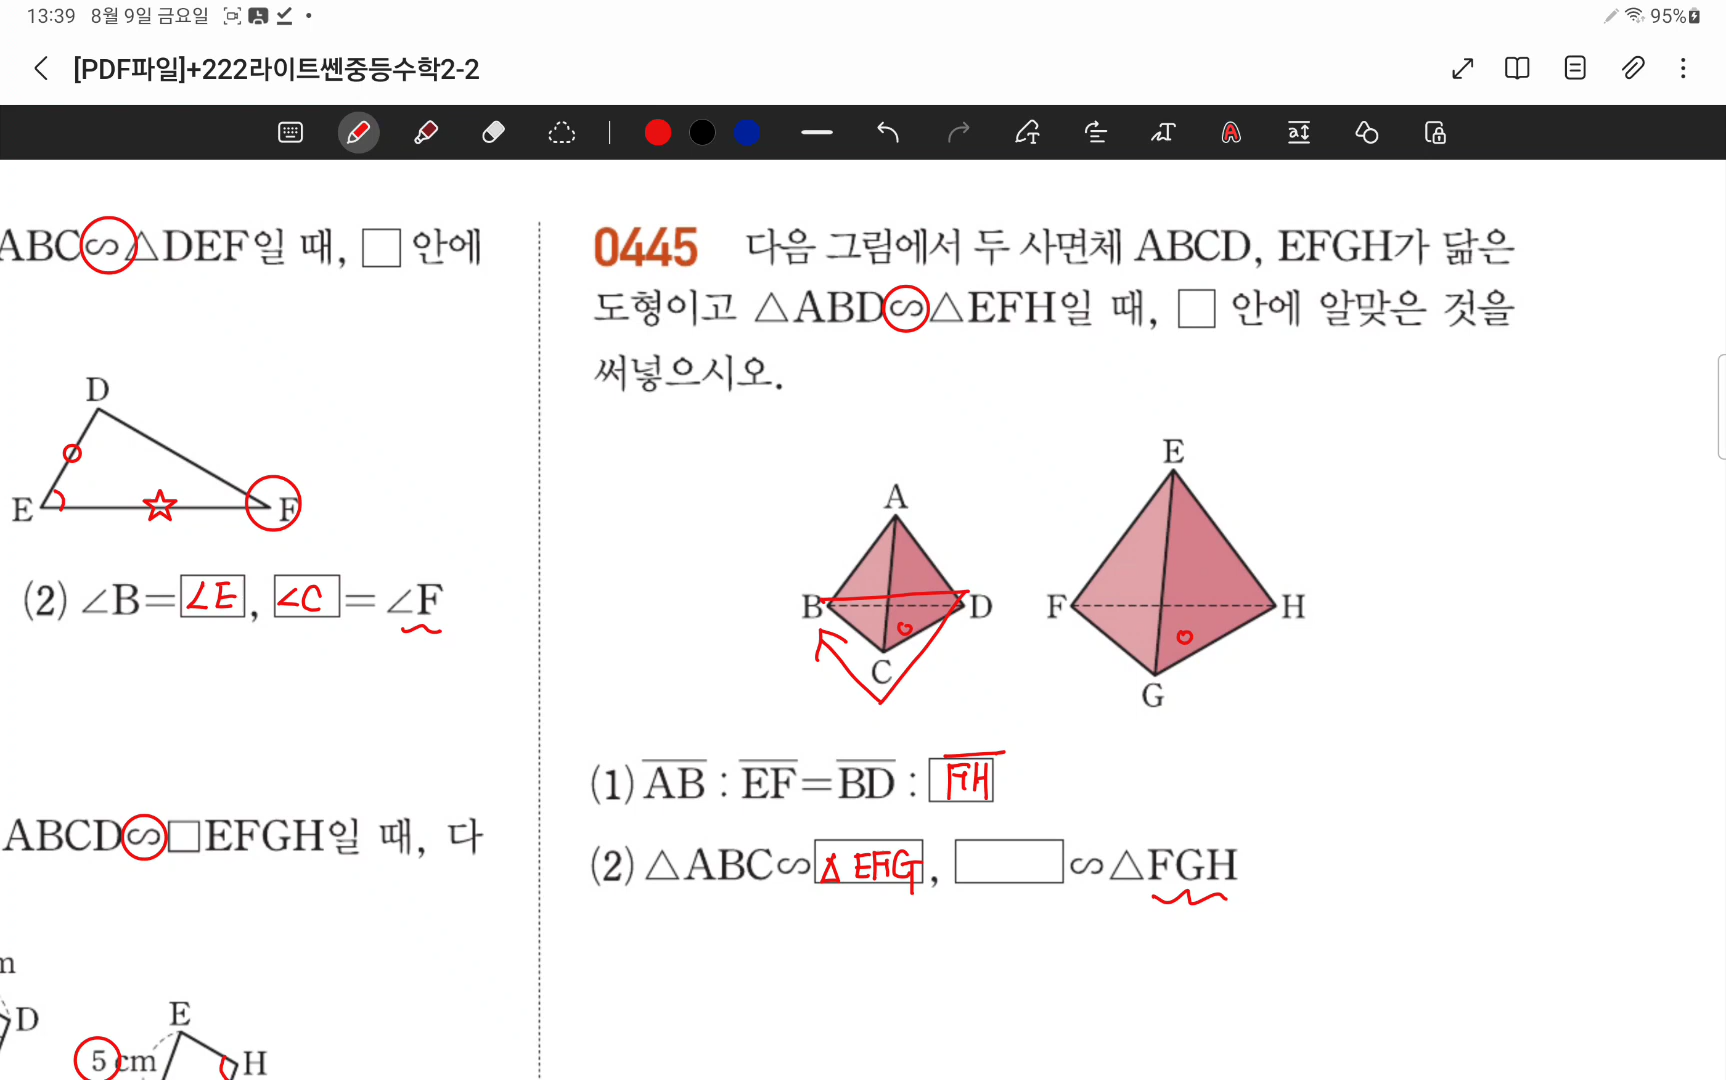 13:39 8월 9일 금요일
95%
[PDF파일]+222라이트쎈중등수학2-2
ABC∽△DEF일 때, □ 안에
D
E
F
(2) ∠B=∠E, ∠C=∠F
ABCD∽□EFGH일 때, 다
m
D
E
5 cm
H
0445 다음 그림에서 두 사면체 ABCD, EFGH가 닮은
도형이고 △ABD∽△EFH일 때, □ 안에 알맞은 것을
써넣으시오.
A
B
D
C
E
F
H
G
(1) A̅B̅ : E̅F̅=B̅D̅ : F̅H̅
(2) △ABC∽△EFG, □∽△FGH